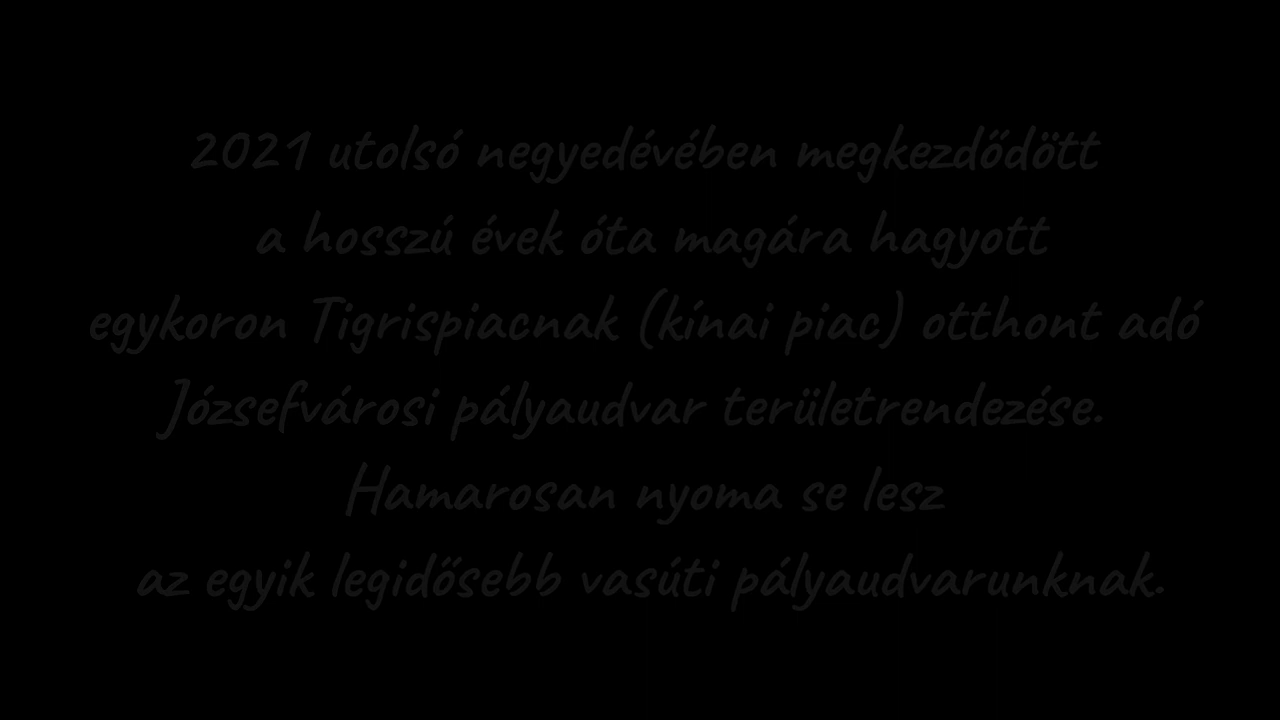 2021 utolsó negyedévében megkezdődött
a hosszú évek óta magára hagyott
egykoron Tigrispiacnak (kínai piac) otthont adó
Józsefvárosi pályaudvar területrendezése.
Hamarosan nyoma se lesz
az egyik legidősebb vasúti pályaudvarunknak.